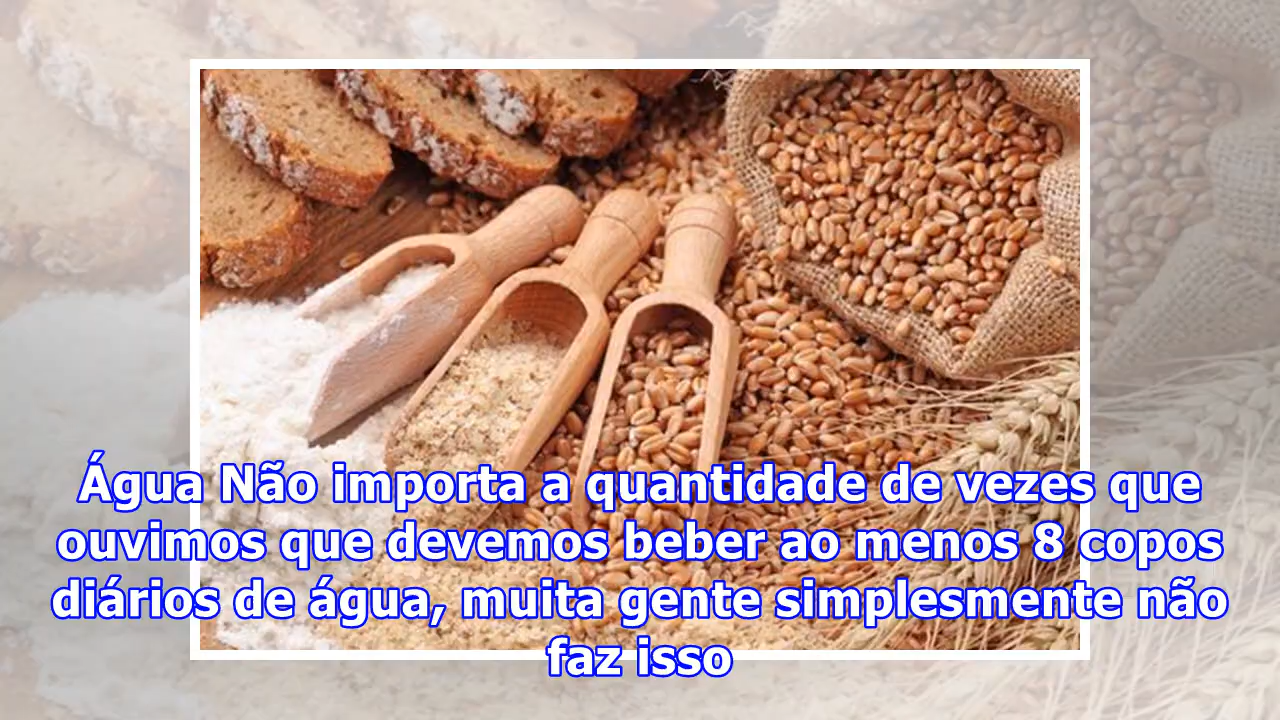 Água Não importa a quantidade de vezes que
ouvimos que devemos beber ao menos 8 copos
diários de água, muita gente simplesmente não
faz isso